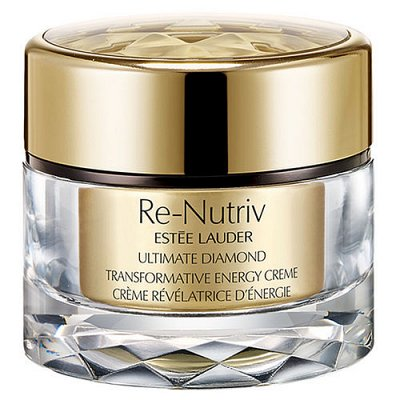 Re-Nutriv
ESTĒE LAUDER
ULTIMATE DIAMOND
TRANSFORMATIVE ENERGY CREME
CRÈME RÉVÉLATRICE D'ÉNERGIE